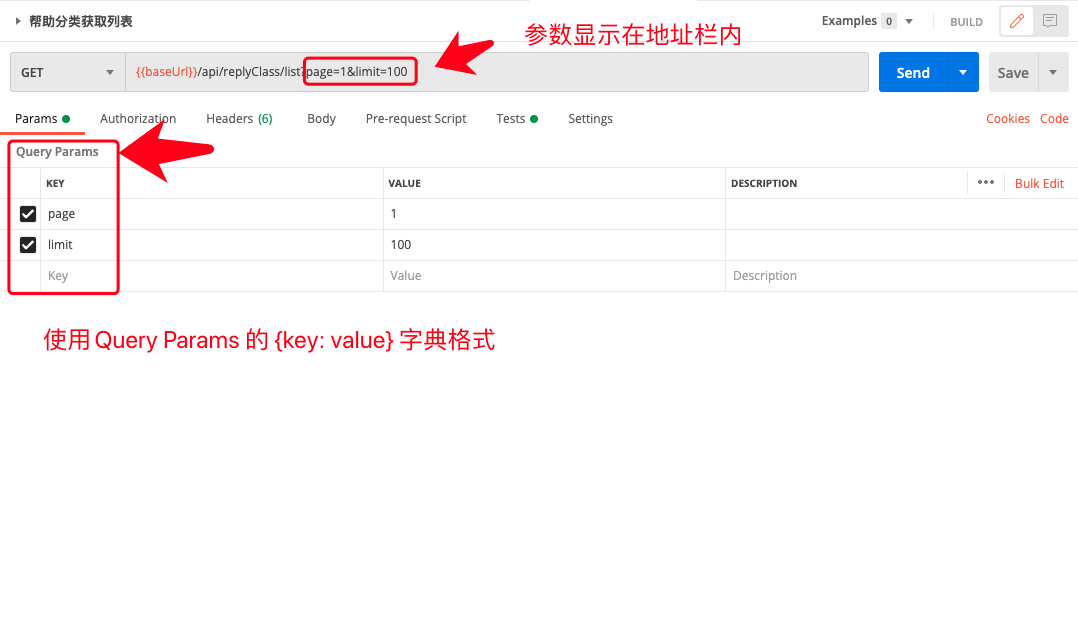 帮助分类获取列表
Examples 0
BUILD
参数显示在地址栏内
GET
{{baseUrl}}/api/replyClass/list?page=1&limit=100
Send
Save
Params
Authorization
Headers (6)
Body
Pre-request Script
Tests
Settings
Cookies
Code
Query Params
KEY
VALUE
DESCRIPTION
•••
Bulk Edit
page
1
limit
100
Key
Value
Description
使用 Query Params 的 {key: value} 字典格式